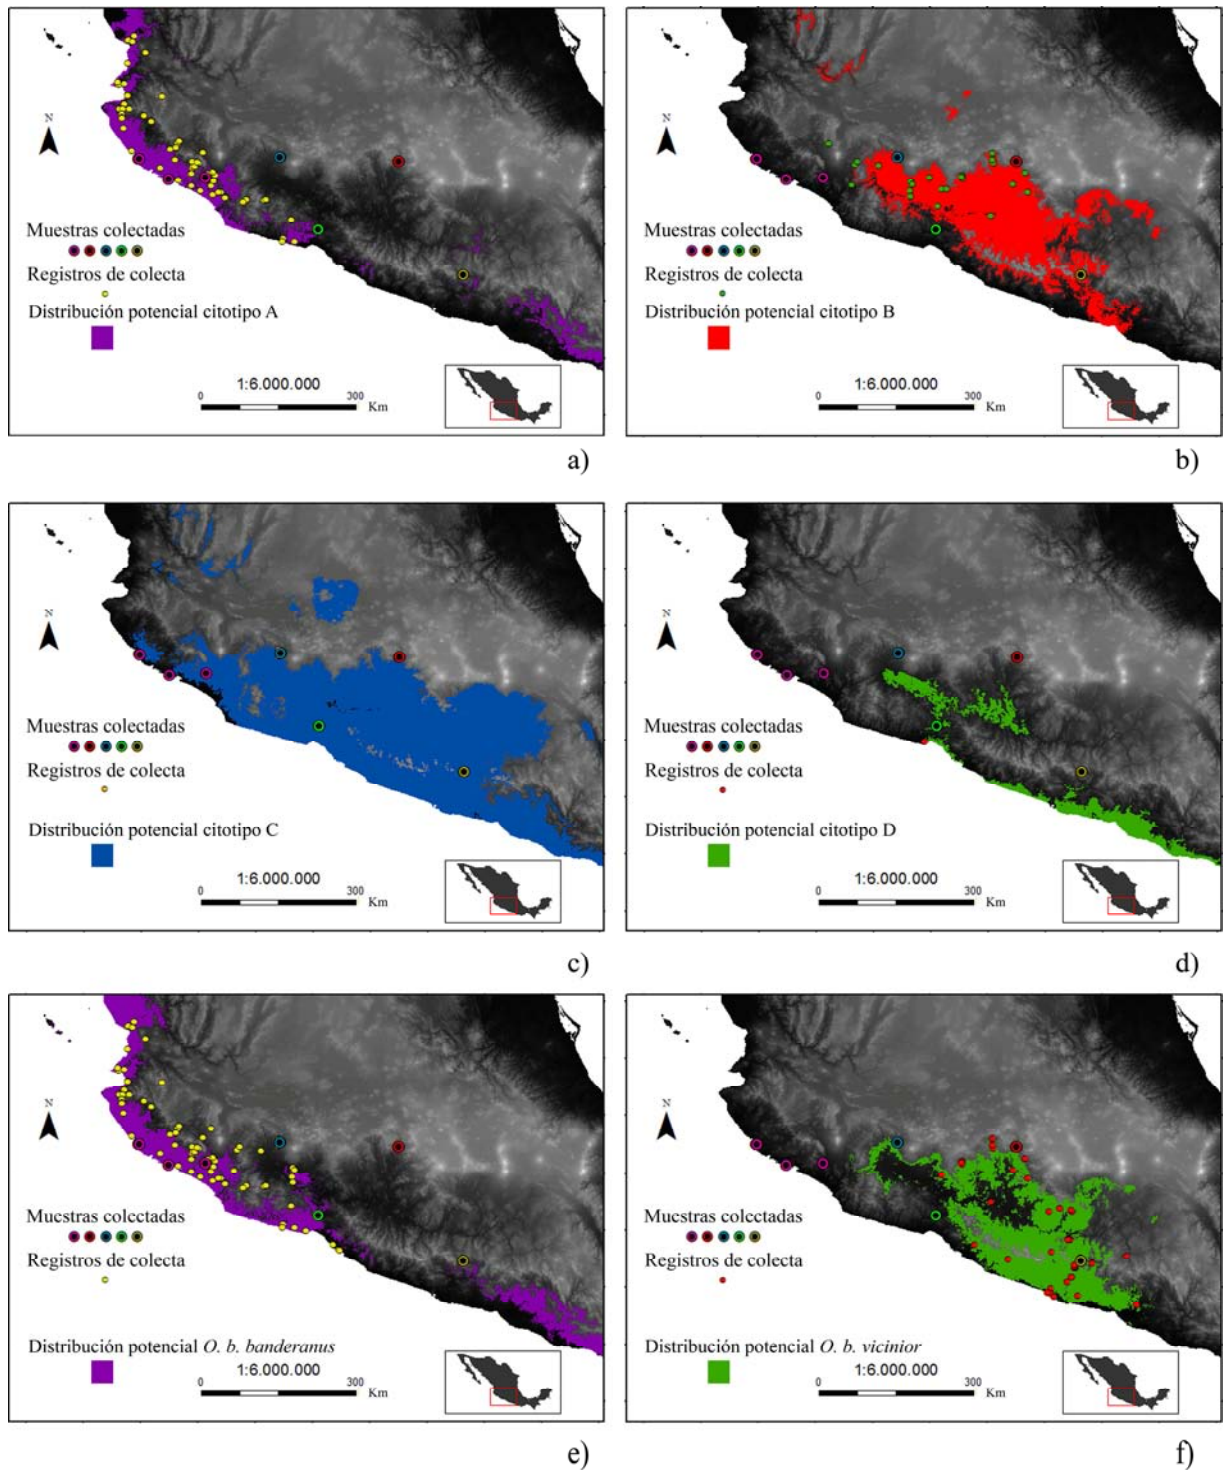 N
Muestras colectadas
Registros de colecta
Distribución potencial citotipo A
1:6.000.000
0 300
Km
a)
N
Muestras colectadas
Registros de colecta
Distribución potencial citotipo B
1:6.000.000
0 300
Km
b)
N
Muestras colectadas
Registros de colecta
Distribución potencial citotipo C
1:6.000.000
0 300
Km
c)
N
Muestras colectadas
Registros de colecta
Distribución potencial citotipo D
1:6.000.000
0 300
Km
d)
N
Muestras colectadas
Registros de colecta
Distribución potencial O. b. banderanus
1:6.000.000
0 300
Km
e)
N
Muestras colectadas
Registros de colecta
Distribución potencial O. b. vicinior
1:6.000.000
0 300
Km
f)